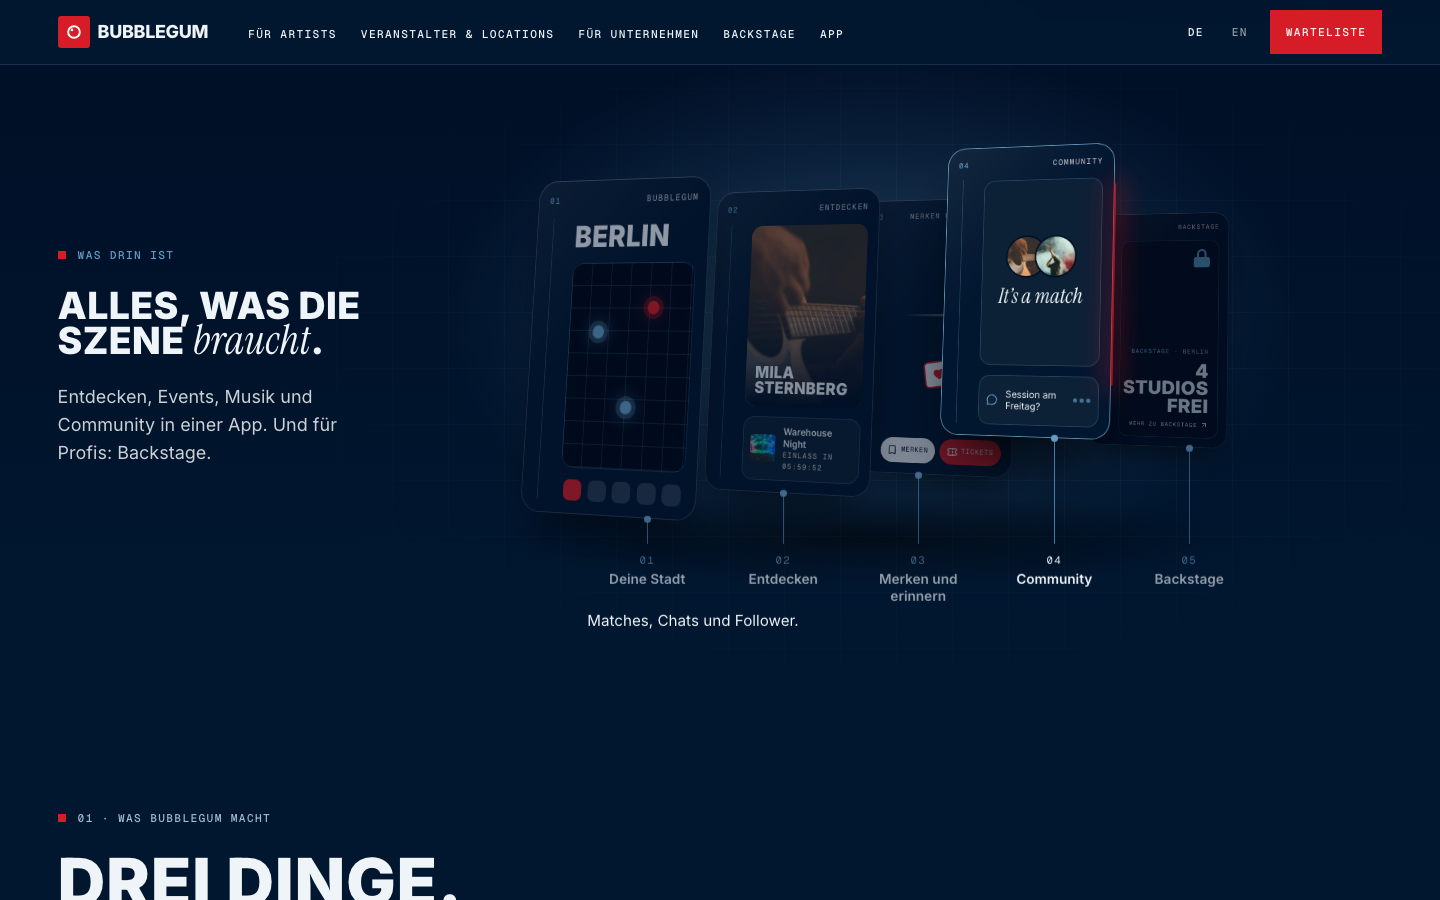 BUBBLEGUM
FÜR ARTISTS
VERANSTALTER & LOCATIONS
FÜR UNTERNEHMEN
BACKSTAGE
APP
DE
EN
WARTELISTE
WAS DRIN IST
ALLES, WAS DIE
SZENE braucht.
Entdecken, Events, Musik und
Community in einer App. Und für
Profis: Backstage.
01
BUBBLEGUM
BERLIN
02
ENTDECKEN
MILA
STERNBERG
Warehouse
Night
EINLASS IN
05:59:52
MERKEN
MERKEN
TICKETS
04
COMMUNITY
It's a match
Session am
Freitag?
BACKSTAGE
BACKSTAGE · BERLIN
4
STUDIOS
FREI
MEHR ZU BACKSTAGE
01
Deine Stadt
02
Entdecken
03
Merken und
erinnern
04
Community
05
Backstage
Matches, Chats und Follower.
01 · WAS BUBBLEGUM MACHT
DREI DINGE.